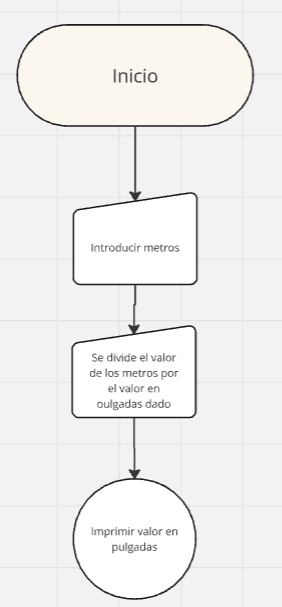 Inicio
Introducir metros
Se divide el valor
de los metros por
el valor en
oulgadas dado
Imprimir valor en
pulgadas